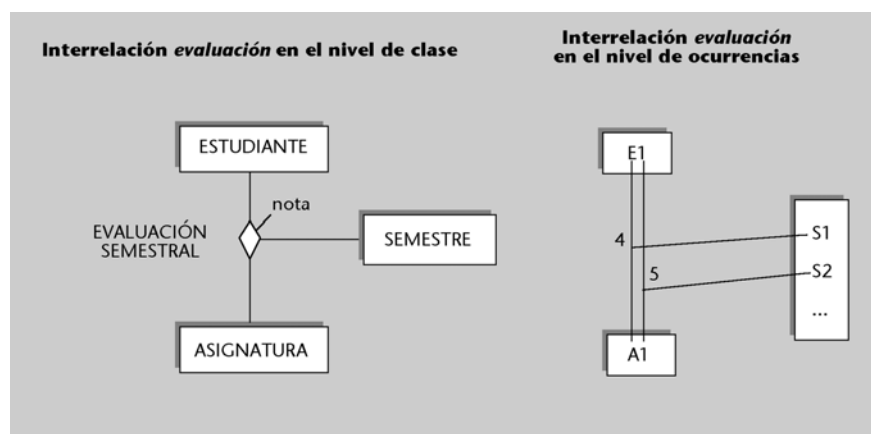 Interrelación evaluación en el nivel de clase
Interrelación evaluación
en el nivel de ocurrencias
ESTUDIANTE
nota
EVALUACIÓN
SEMESTRAL
SEMESTRE
ASIGNATURA
E1
4
5
S1
S2
...
A1